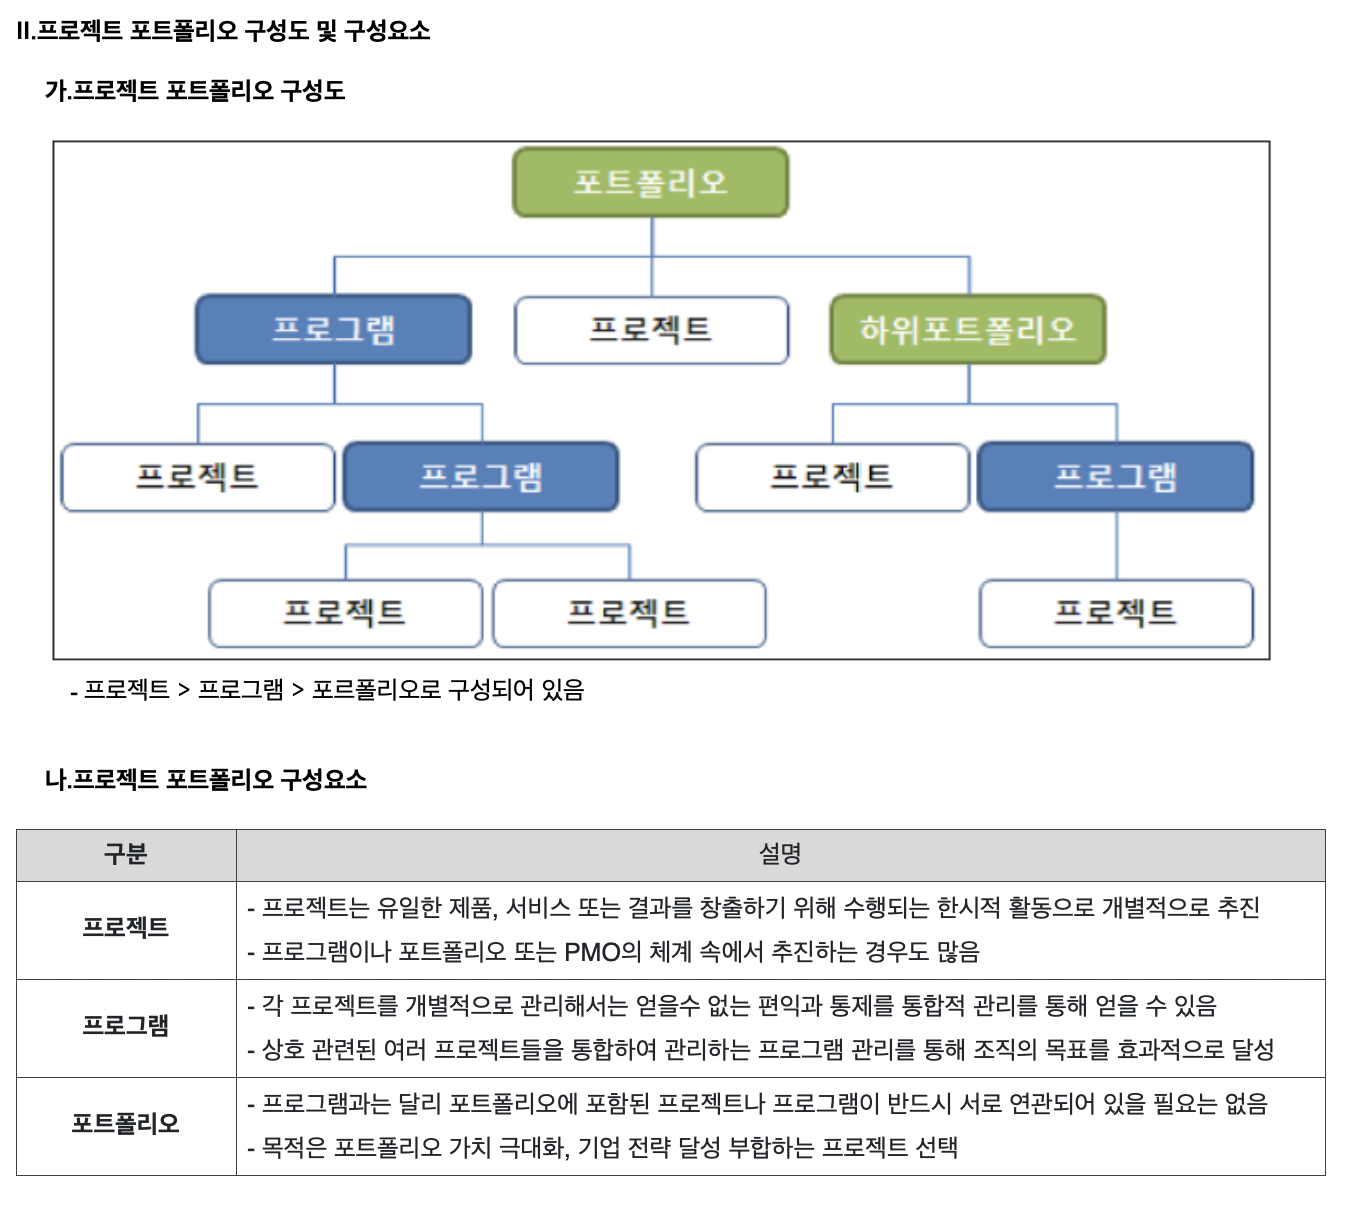 II.프로젝트 포트폴리오 구성도 및 구성요소
가.프로젝트 포트폴리오 구성도
포트폴리오
프로그램 프로젝트 하위포트폴리오
프로젝트 프로그램 프로젝트 프로그램
프로젝트 프로젝트 프로젝트
- 프로젝트 > 프로그램 > 포르폴리오로 구성되어 있음
나.프로젝트 포트폴리오 구성요소
구분 설명
프로젝트
- 프로젝트는 유일한 제품, 서비스 또는 결과를 창출하기 위해 수행되는 한시적 활동으로 개별적으로 추진
- 프로그램이나 포트폴리오 또는 PMO의 체계 속에서 추진하는 경우도 많음
프로그램
- 각 프로젝트를 개별적으로 관리해서는 얻을수 없는 편익과 통제를 통합적 관리를 통해 얻을 수 있음
- 상호 관련된 여러 프로젝트들을 통합하여 관리하는 프로그램 관리를 통해 조직의 목표를 효과적으로 달성
포트폴리오
- 프로그램과는 달리 포트폴리오에 포함된 프로젝트나 프로그램이 반드시 서로 연관되어 있을 필요는 없음
- 목적은 포트폴리오 가치 극대화, 기업 전략 달성 부합하는 프로젝트 선택